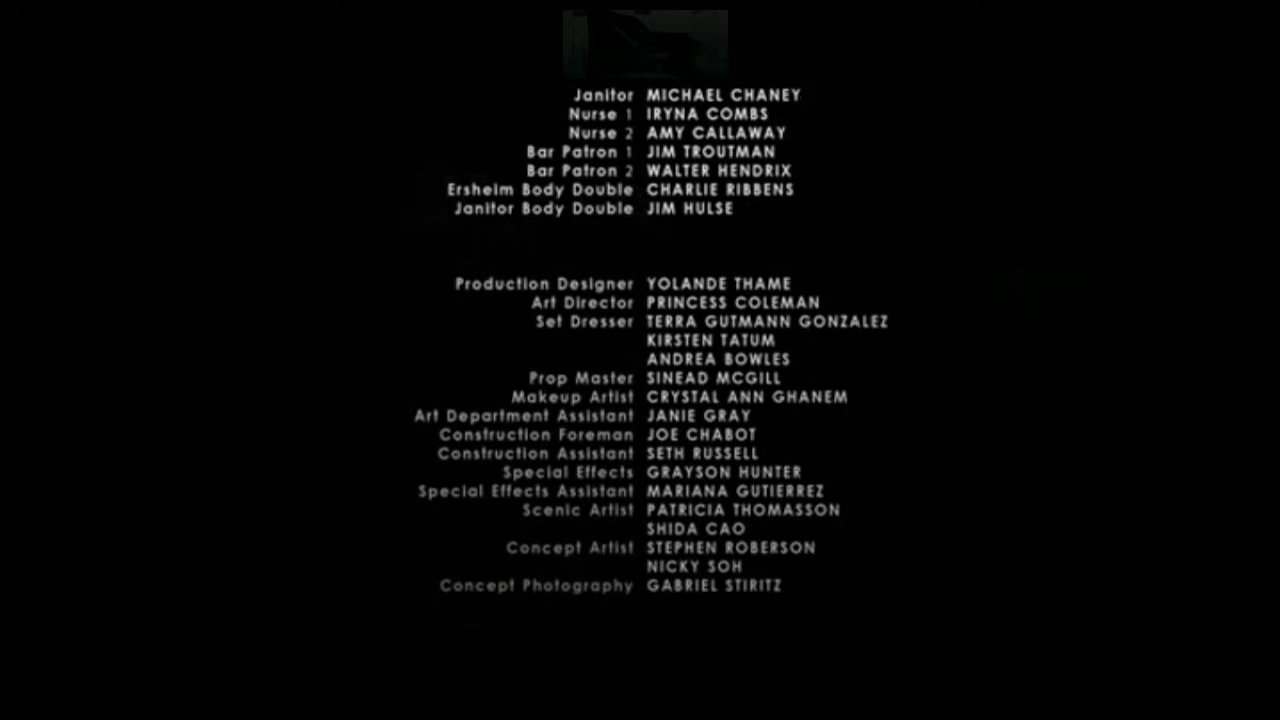 Janitor MICHAEL CHANEY
Nurse 1 IRYNA COMBS
Nurse 2 AMY CALLAWAY
Bar Patron 1 JIM TROUTMAN
Bar Patron 2 WALTER HENDRIX
Ersheim Body Double CHARLIE RIBBENS
Janitor Body Double JIM HULSE
Production Designer YOLANDE THAME
Art Director PRINCESS COLEMAN
Set Dresser TERRA GUTMANN GONZALEZ
KIRSTEN TATUM
ANDREA BOWLES
Prop Master SINEAD MCGILL
Makeup Artist CRYSTAL ANN GHANEM
Art Department Assistant JANIE GRAY
Construction Foreman JOE CHABOT
Construction Assistant SETH RUSSELL
Special Effects GRAYSON HUNTER
Special Effects Assistant MARIANA GUTIERREZ
Scenic Artist PATRICIA THOMASSON
SHIDA CAO
Concept Artist STEPHEN ROBERSON
NICKY SOH
Concept Photography GABRIEL STIRITZ